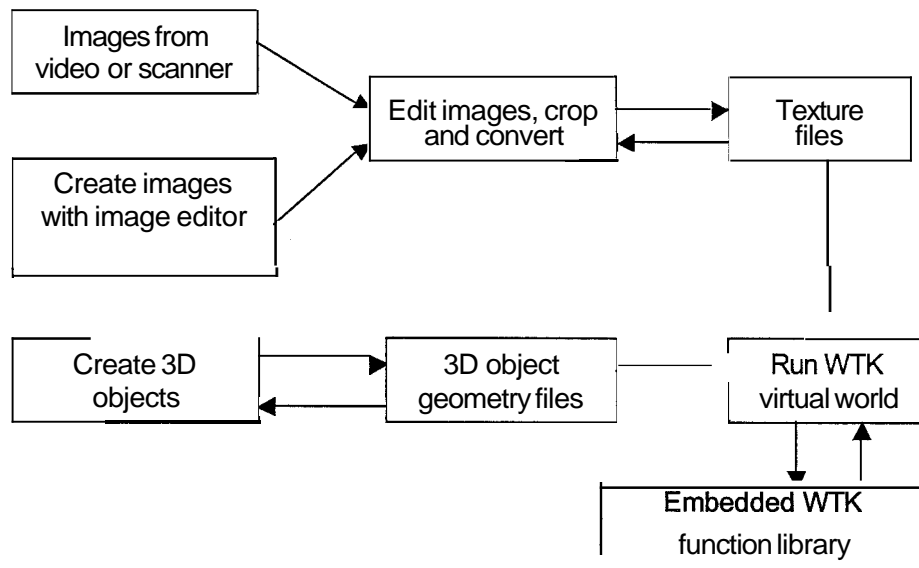 Images from
video or scanner
Edit images, crop
and convert
Texture
files
Create images
with image editor
Create 3D
objects
3D object
geometry files
Run WTK
virtual world
Embedded WTK
function library